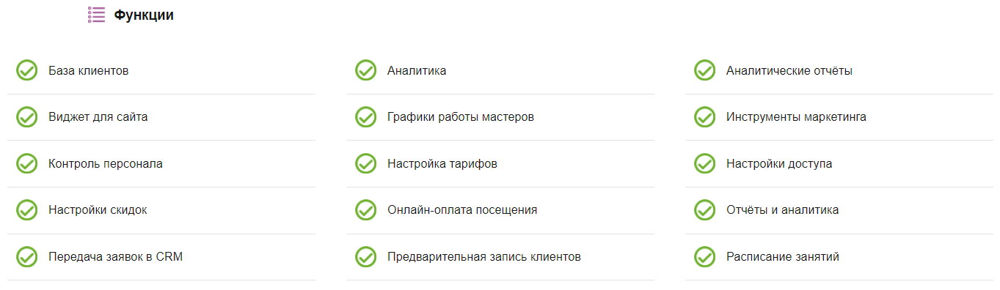 Функции
База клиентов
Аналитика
Аналитические отчёты
Виджет для сайта
Графики работы мастеров
Инструменты маркетинга
Контроль персонала
Настройка тарифов
Настройки доступа
Настройки скидок
Онлайн-оплата посещения
Отчёты и аналитика
Передача заявок в CRM
Предварительная запись клиентов
Расписание занятий